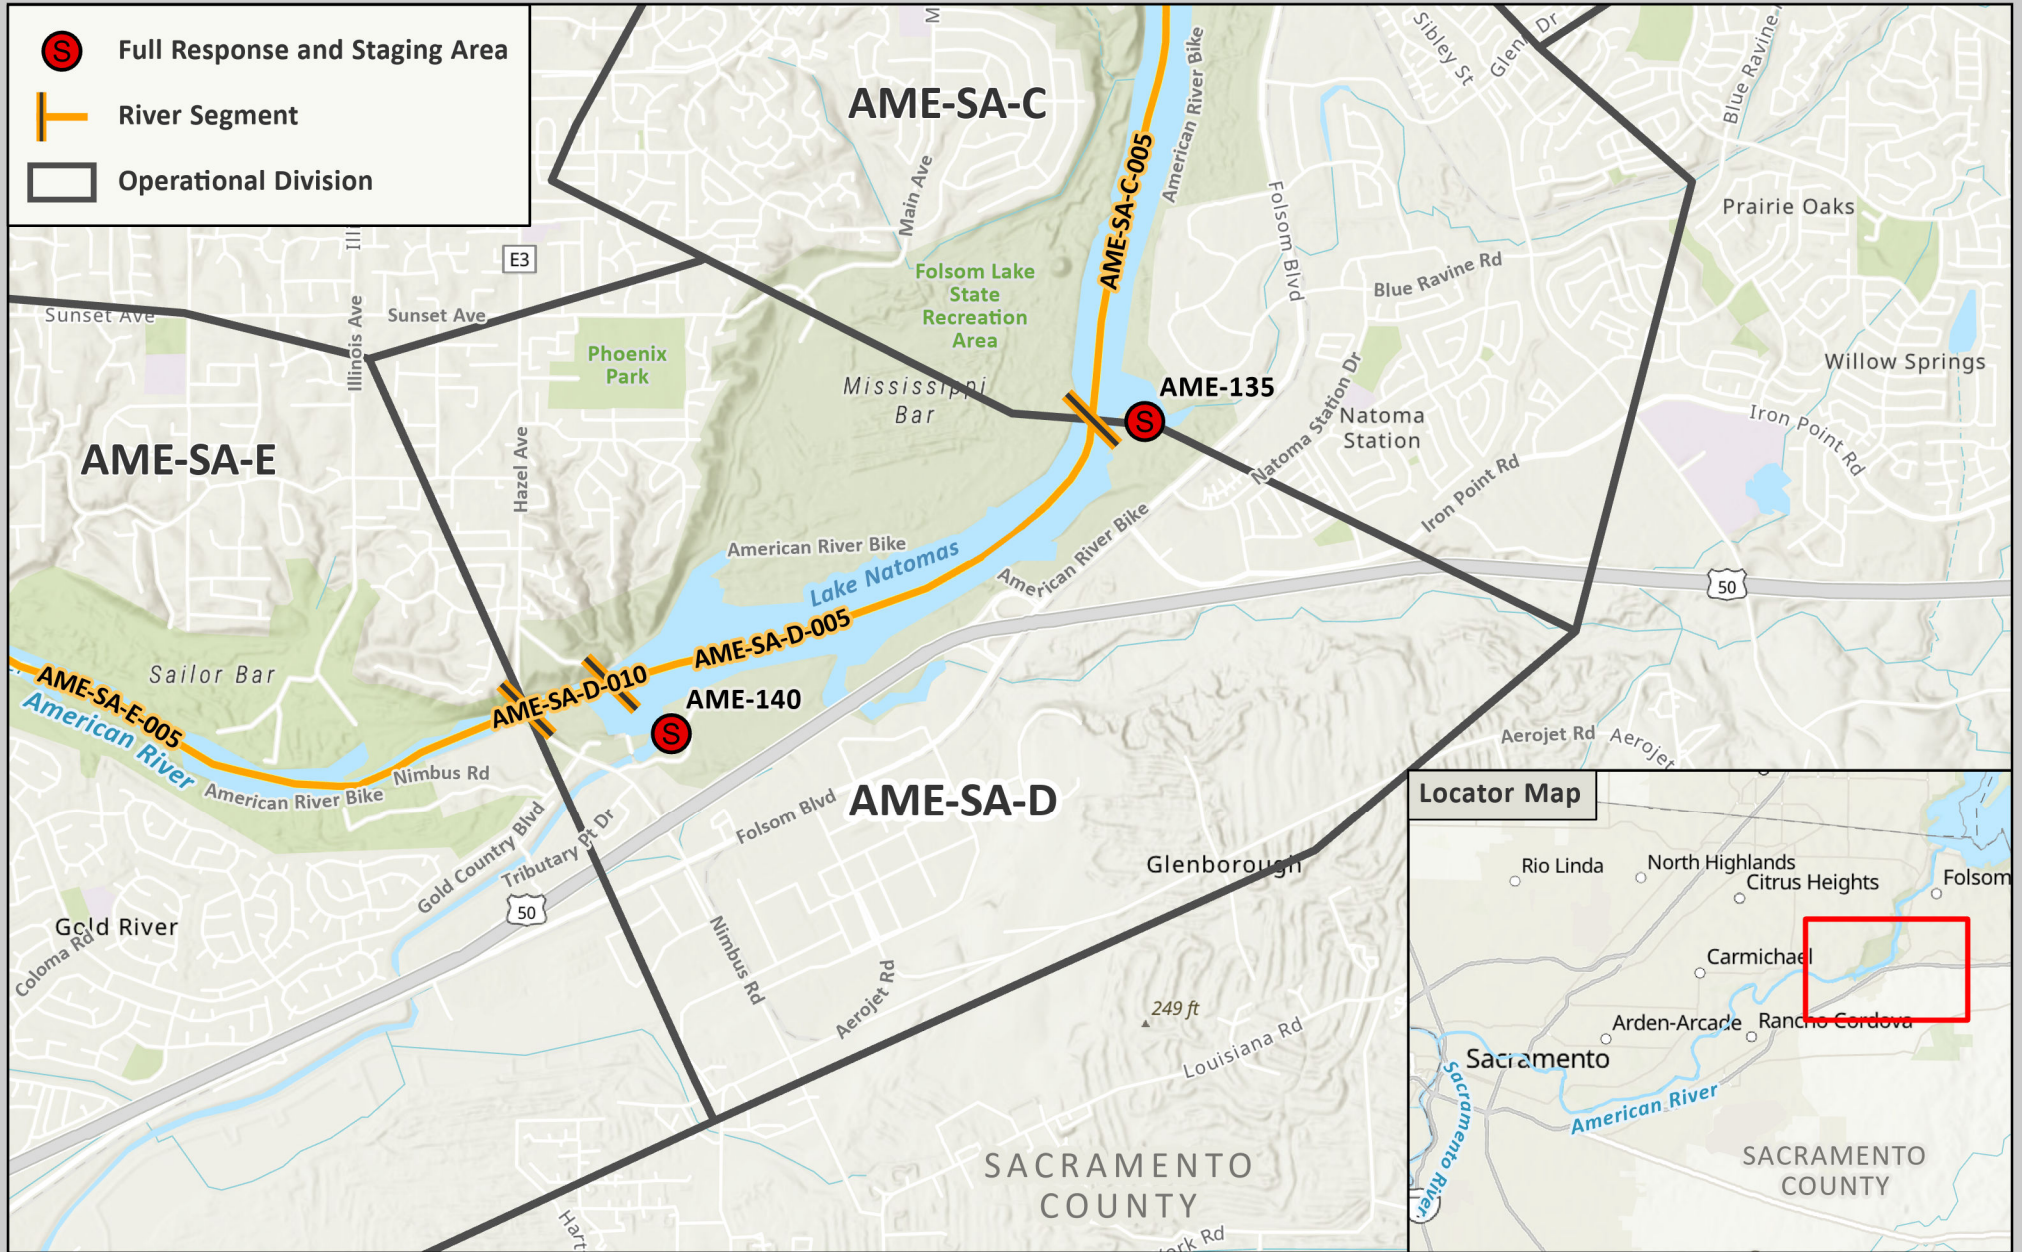 S Full Response and Staging Area
River Segment
Operational Division
AME-SA-C
M
Main Ave
American River Bike
AME-SA-C-005
Sibley St
Glenn Dr
Blue Ravine
Folsom Blvd
Prairie Oaks
Blue Ravine Rd
Willow Springs
E3
Illi
Sunset Ave
Sunset Ave
Illinois Ave
Phoenix
Park
Folsom Lake
State
Recreation
Area
Mississippi
Bar
AME-135
S
Natoma Station Dr
Natoma
Station
Iron Point Rd
Iron Point Rd
AME-SA-E
Hazel Ave
American River Bike
Lake Natomas
American River Bike
50
AME-SA-D-005
AME-SA-D-010
AME-140
S
Sailor Bar
AME-SA-E-005
American River
Nimbus Rd
American River Bike
Gold Country Blvd
Tributary Pt Dr
Folsom Blvd
AME-SA-D
Aerojet Rd
Aerojet
Glenborough
50
Gold River
Coloma Rd
Nimbus Rd
Aerojet Rd
249 ft
Louisiana Rd
SACRAMENTO
COUNTY
Hart
ork Rd
Locator Map
Rio Linda
North Highlands
Citrus Heights
Folsom
Carmichael
Arden-Arcade
Rancho Cordova
Sacramento
Sacramento River
American River
SACRAMENTO
COUNTY